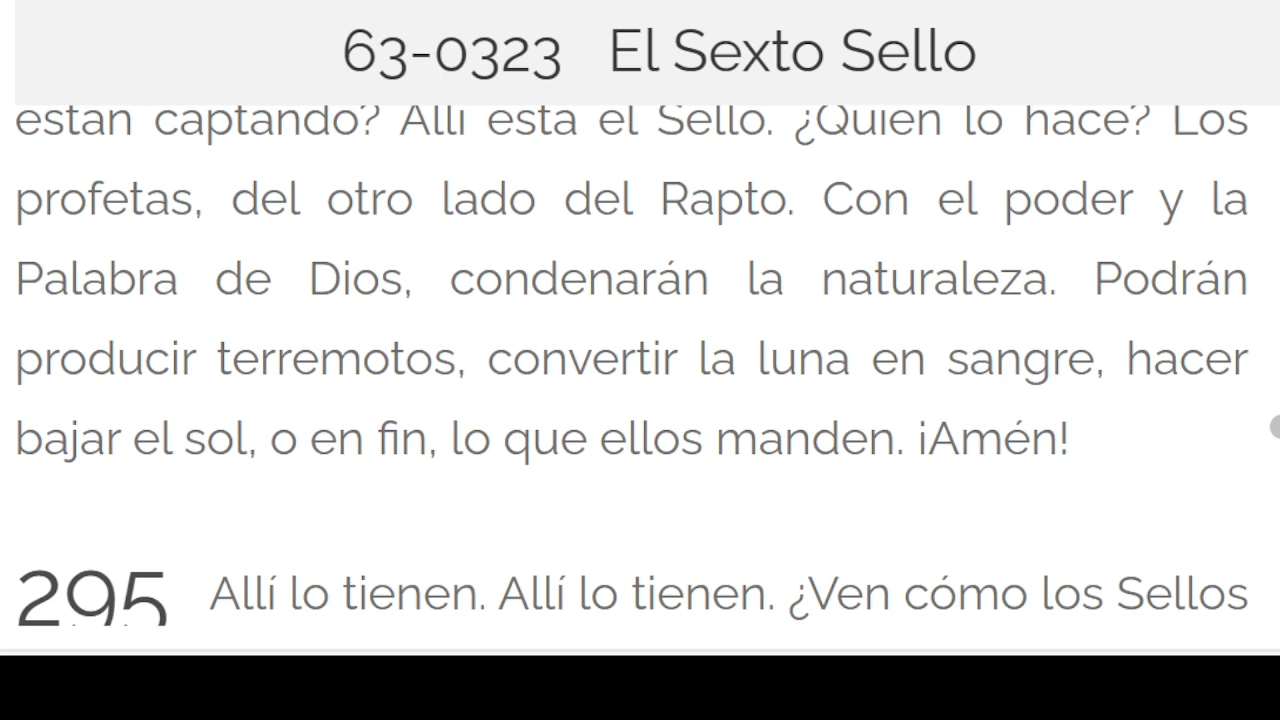 63-0323 El Sexto Sello
están captando? Allí está el Sello. ¿Quién lo hace? Los
profetas, del otro lado del Rapto. Con el poder y la
Palabra de Dios, condenarán la naturaleza. Podrán
producir terremotos, convertir la luna en sangre, hacer
bajar el sol, o en fin, lo que ellos manden. ¡Amén!
295 Allí lo tienen. Allí lo tienen. ¿Ven cómo los Sellos